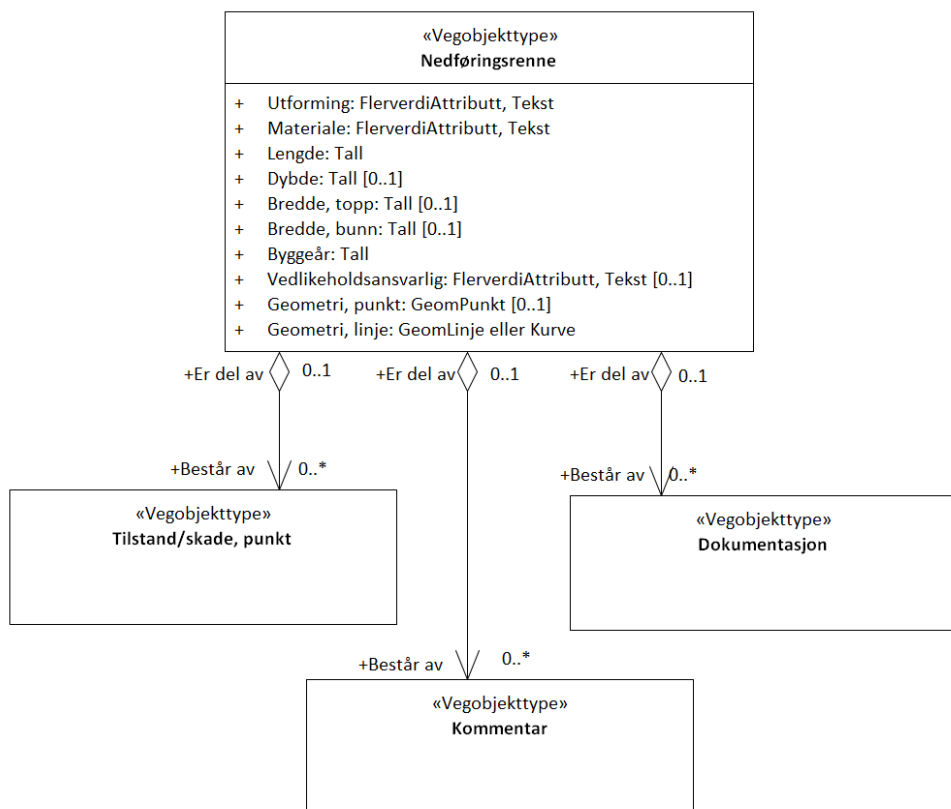 «Vegobjekttype»
Nedføringsrenne
+ Utforming: FlerverdiAttributt, Tekst
+ Materiale: FlerverdiAttributt, Tekst
+ Lengde: Tall
+ Dybde: Tall [0..1]
+ Bredde, topp: Tall [0..1]
+ Bredde, bunn: Tall [0..1]
+ Byggeår: Tall
+ Vedlikeholdsansvarlig: FlerverdiAttributt, Tekst [0..1]
+ Geometri, punkt: GeomPunkt [0..1]
+ Geometri, linje: GeomLinje eller Kurve
+Er del av 0..1 +Er del av 0..1 +Er del av 0..1
+Består av 0..* +Består av 0..*
«Vegobjekttype»
Tilstand/skade, punkt
«Vegobjekttype»
Dokumentasjon
+Består av 0..*
«Vegobjekttype»
Kommentar